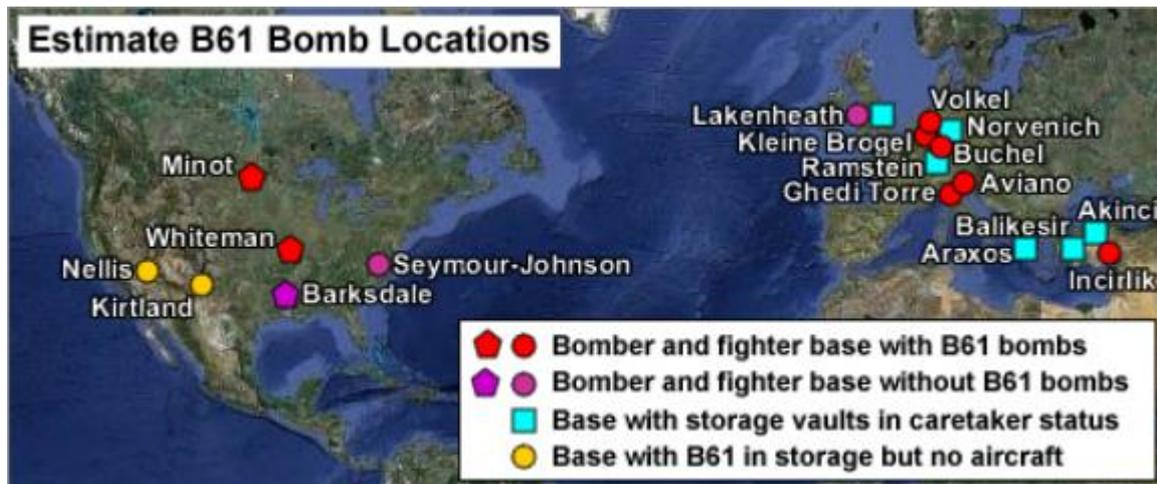 Estimate B61 Bomb Locations
Volkel
Lakenheath
Norvenich
Kleine Brogel
Buchel
Minot
Ramstein
Aviano
Ghedi Torre
Akinci
Balikesir
Whiteman
Araxos
Nellis
Seymour-Johnson
Incirlik
Kirtland
Barksdale
Bomber and fighter base with B61 bombs
Bomber and fighter base without B61 bombs
Base with storage vaults in caretaker status
Base with B61 in storage but no aircraft